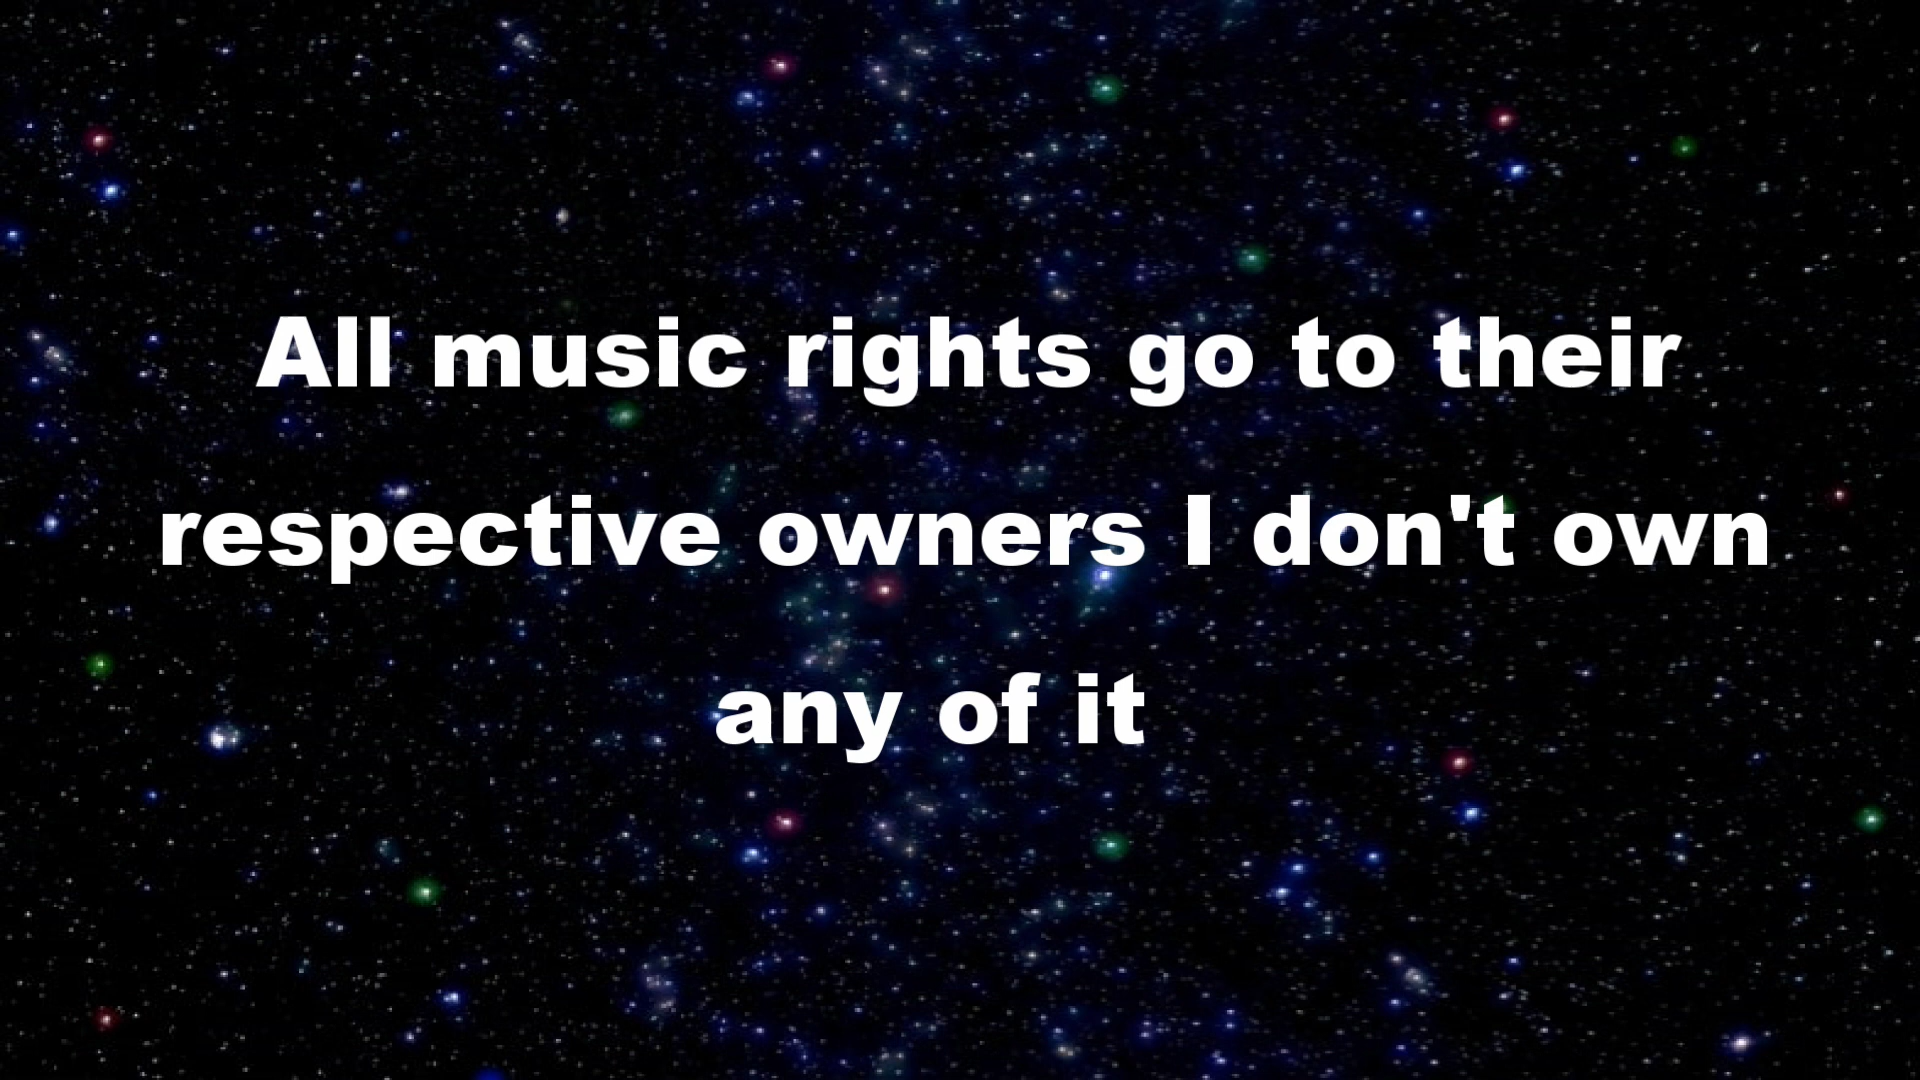 All music rights go to their
respective owners I don't own
any of it